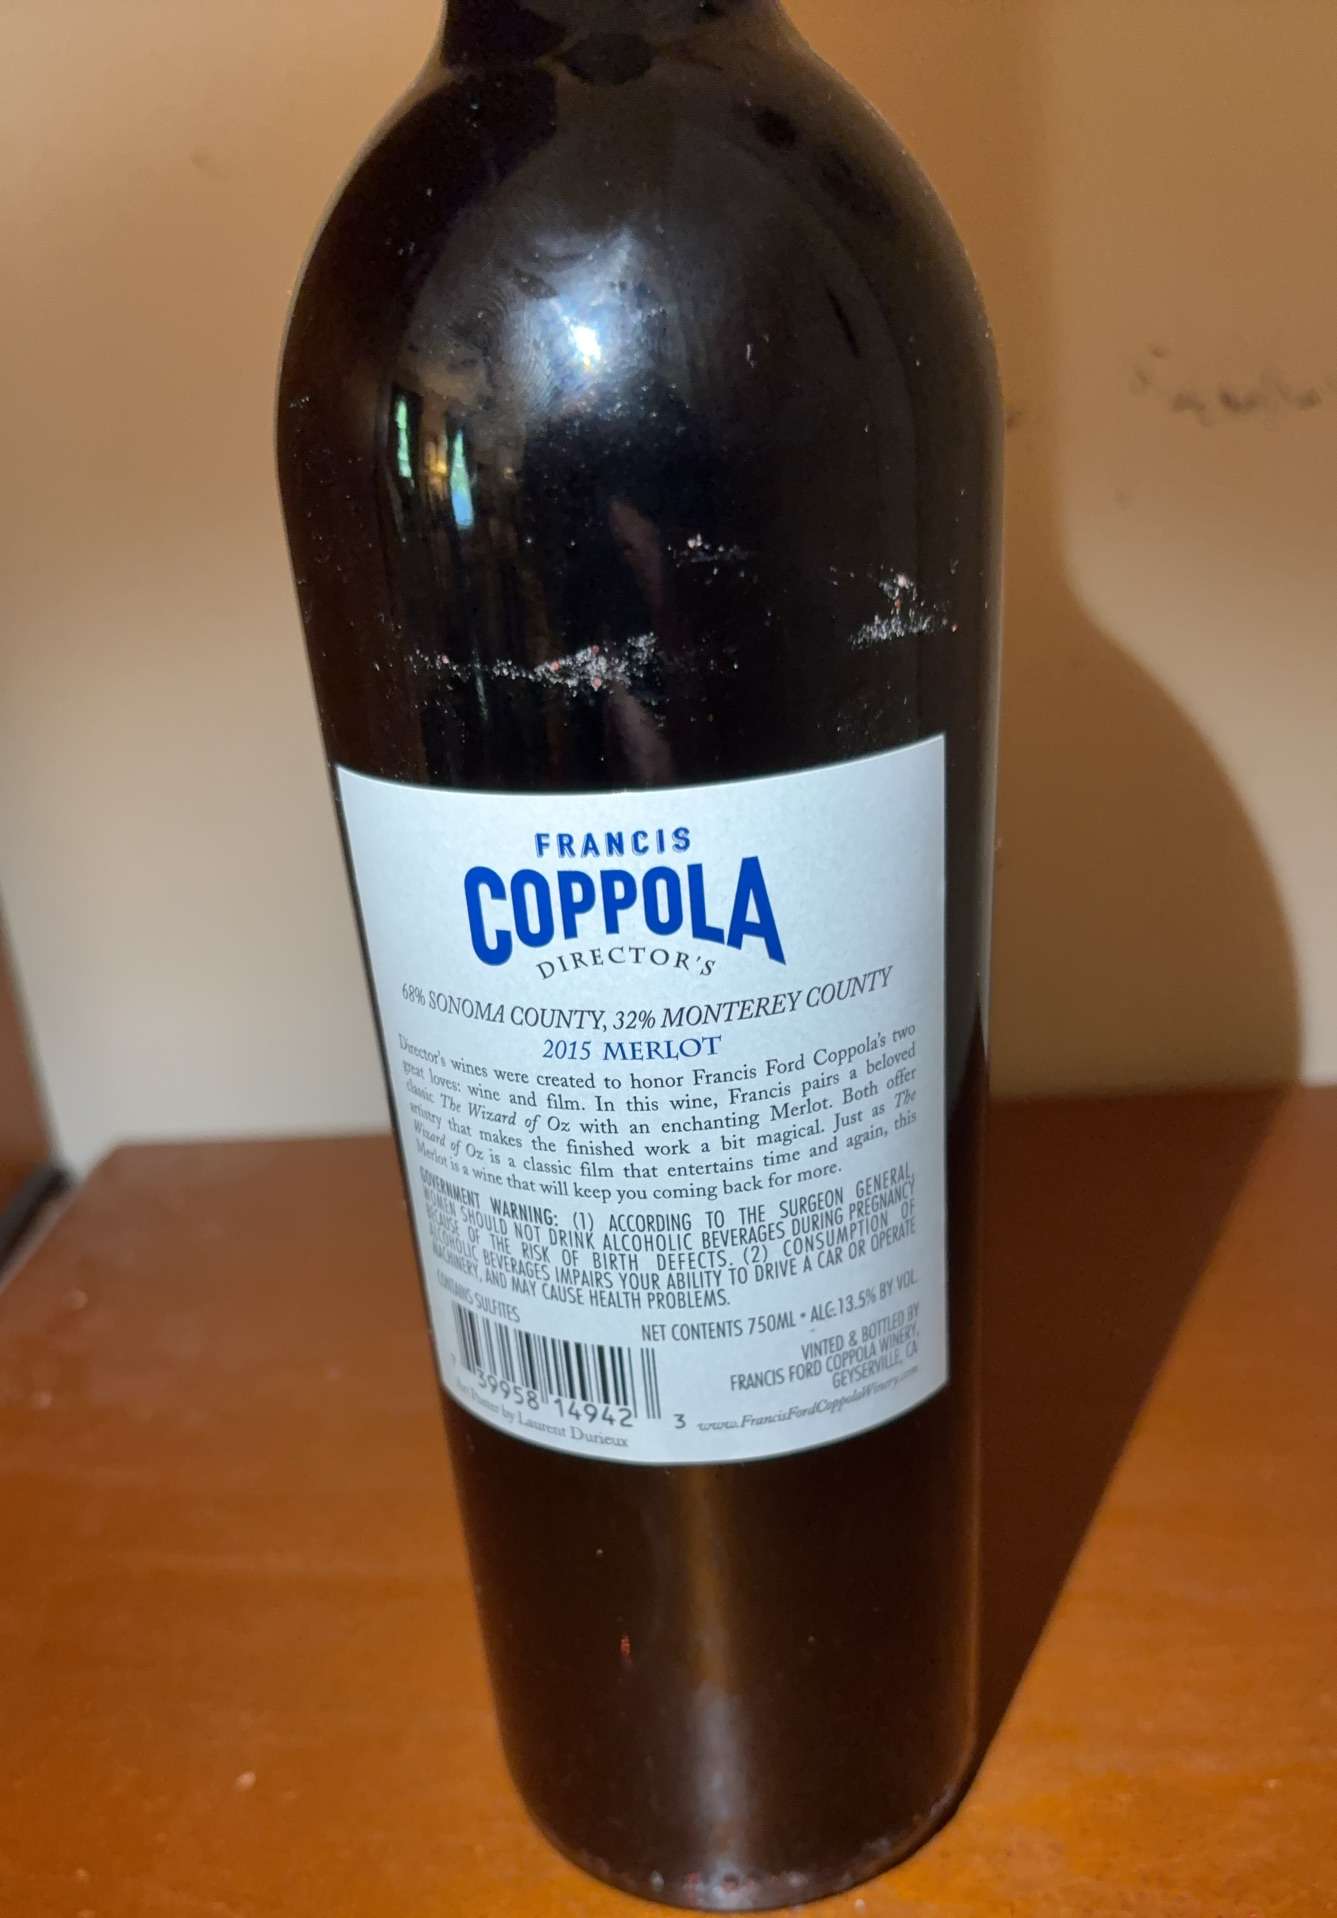 FRANCIS
COPPOLA
DIRECTOR'S
68% SONOMA COUNTY, 32% MONTEREY COUNTY
2015 MERLOT
Director's wines were created to honor Francis Ford Coppola's two
great loves: wine and film. In this wine, Francis pairs a beloved
classic The Wizard of Oz with an enchanting Merlot. Both offer
artistry that makes the finished work a bit magical. Just as The
Wizard of Oz is a classic film that entertains time and again, this
Merlot is a wine that will keep you coming back for more.
GOVERNMENT WARNING: (1) ACCORDING TO THE SURGEON GENERAL,
WOMEN SHOULD NOT DRINK ALCOHOLIC BEVERAGES DURING PREGNANCY
BECAUSE OF THE RISK OF BIRTH DEFECTS. (2) CONSUMPTION OF
ALCOHOLIC BEVERAGES IMPAIRS YOUR ABILITY TO DRIVE A CAR OR OPERATE
MACHINERY, AND MAY CAUSE HEALTH PROBLEMS.
CONTAINS SULFITES
NET CONTENTS 750ML • ALC.13.5% BY VOL.
VINTED & BOTTLED BY
FRANCIS FORD COPPOLA WINERY,
GEYSERVILLE, CA
www.FrancisFordCoppolaWinery.com
7 39958 14942 3
Poster by Laurent Durieux